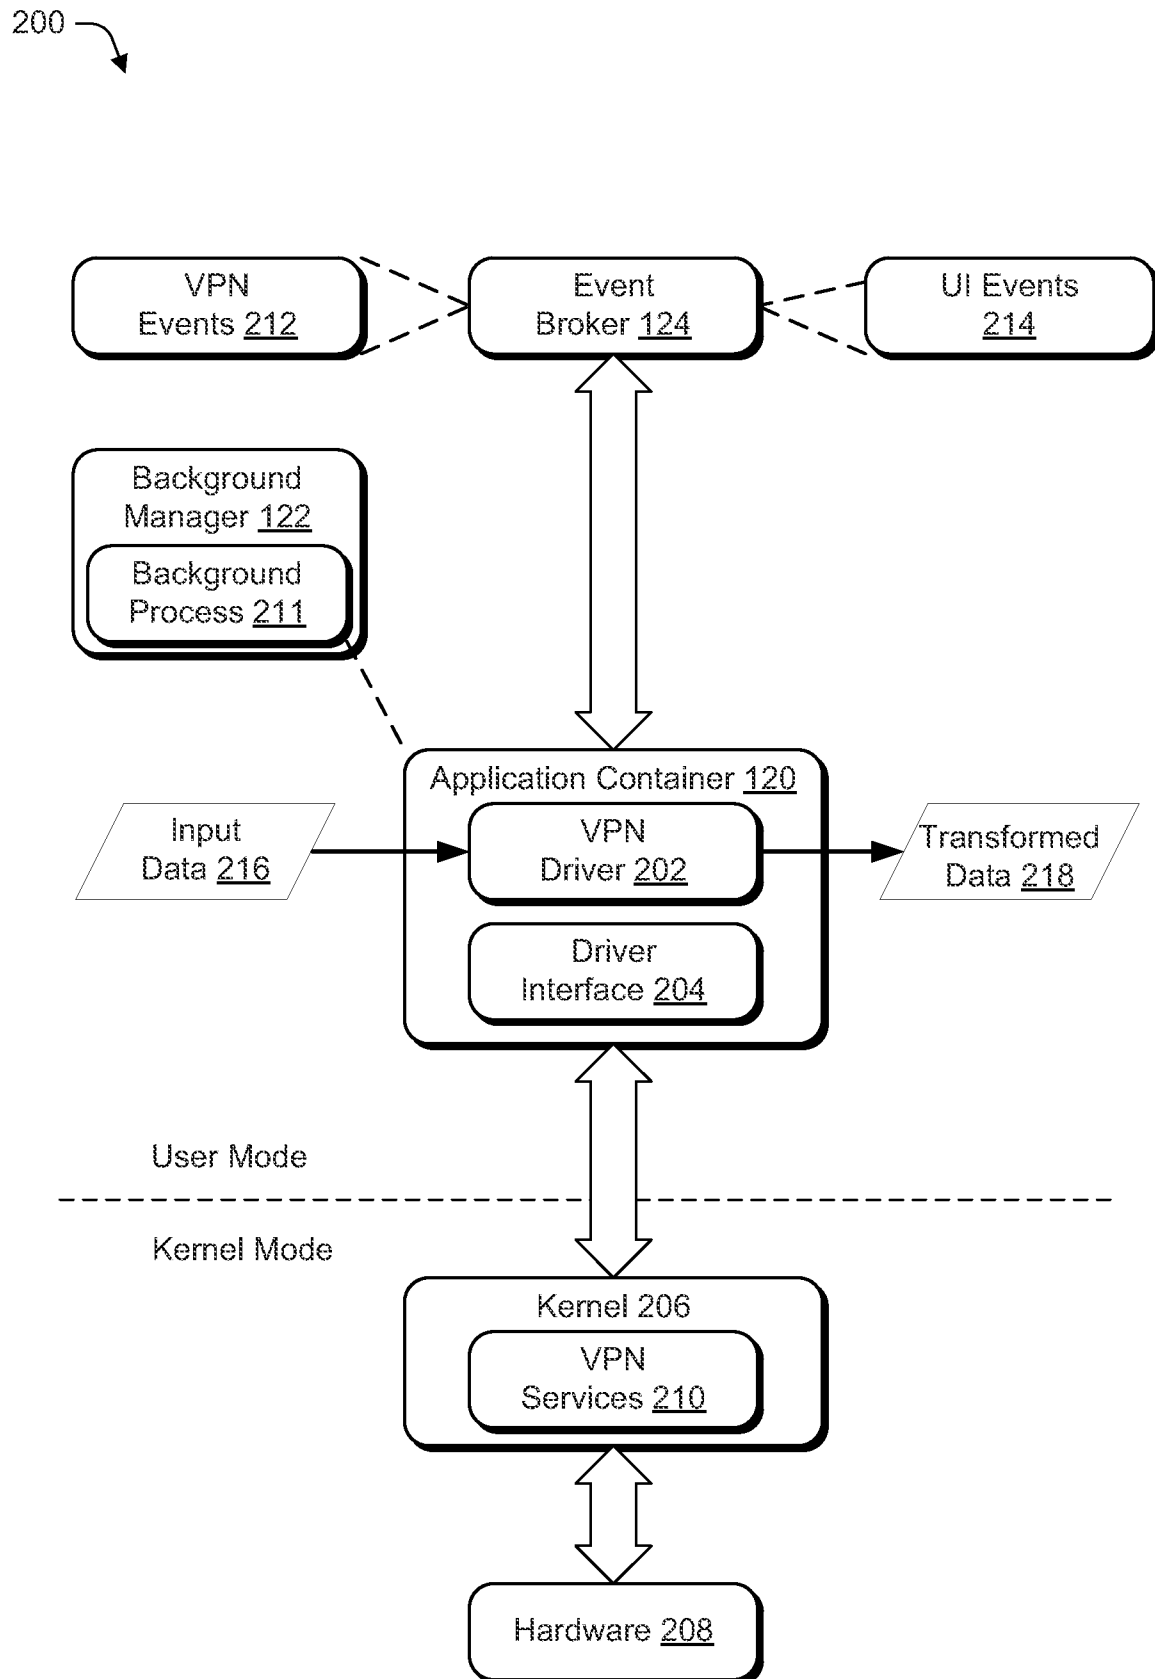 200
VPN
Events 212
Event
Broker 124
UI Events
214
Background
Manager 122
Background
Process 211
Application Container 120
Input
Data 216
VPN
Driver 202
Transformed
Data 218
Driver
Interface 204
User Mode
Kernel Mode
Kernel 206
VPN
Services 210
Hardware 208